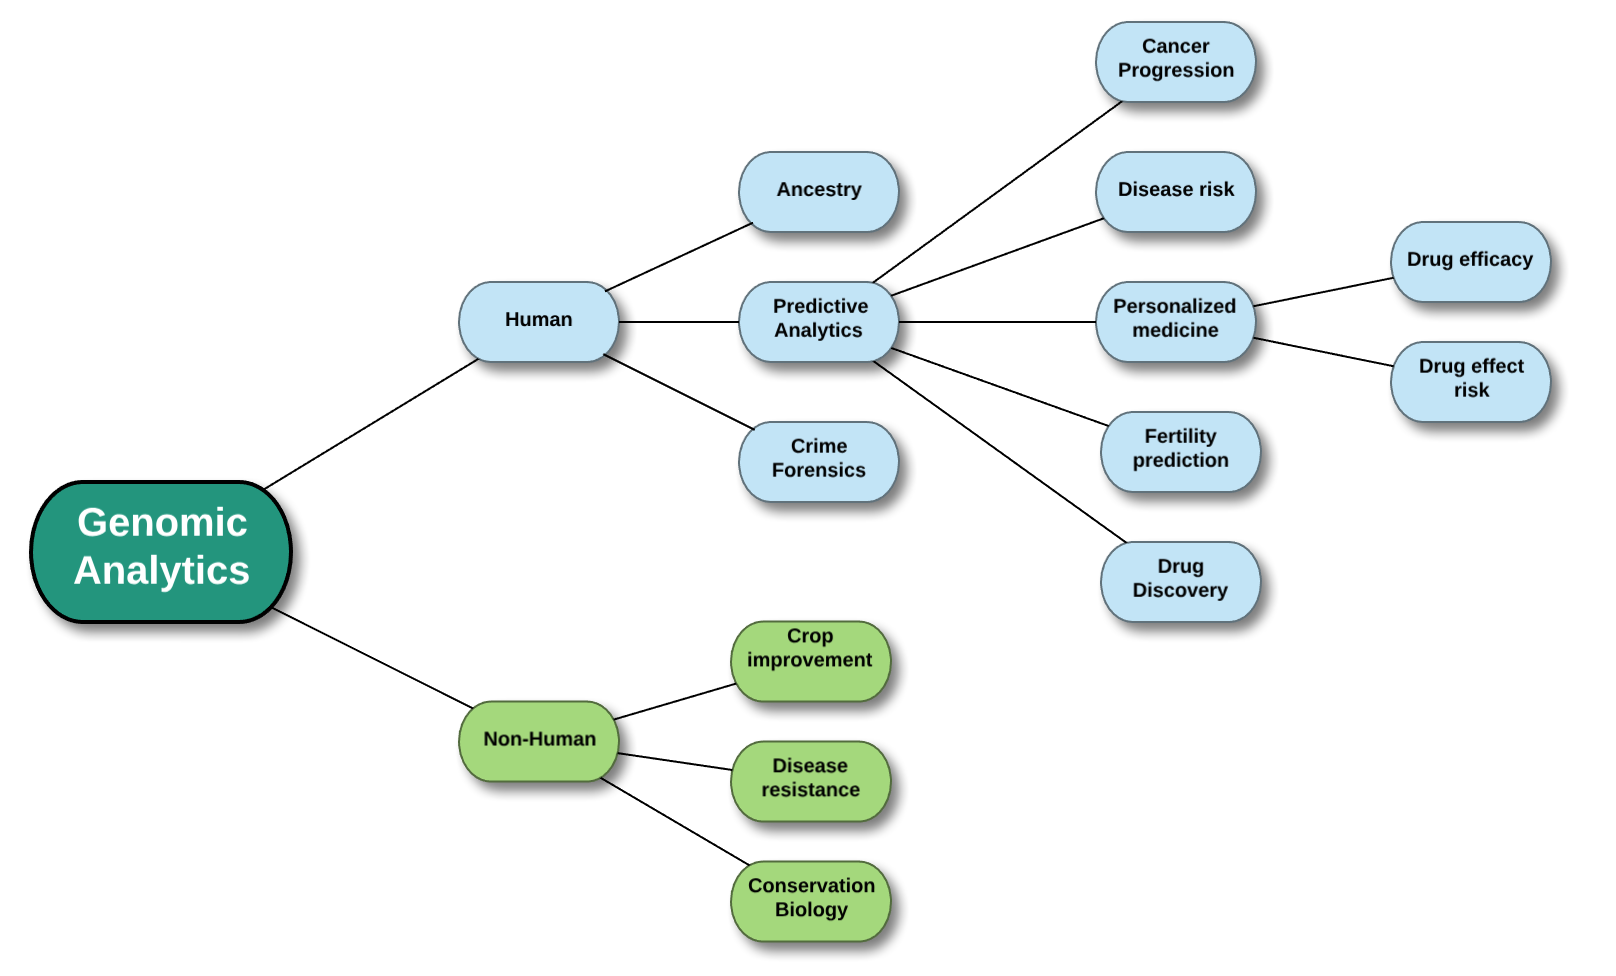 Genomic
Analytics
Human
Ancestry
Predictive
Analytics
Cancer
Progression
Disease risk
Personalized
medicine
Drug efficacy
Drug effect
risk
Fertility
prediction
Drug
Discovery
Crime
Forensics
Non-Human
Crop
improvement
Disease
resistance
Conservation
Biology